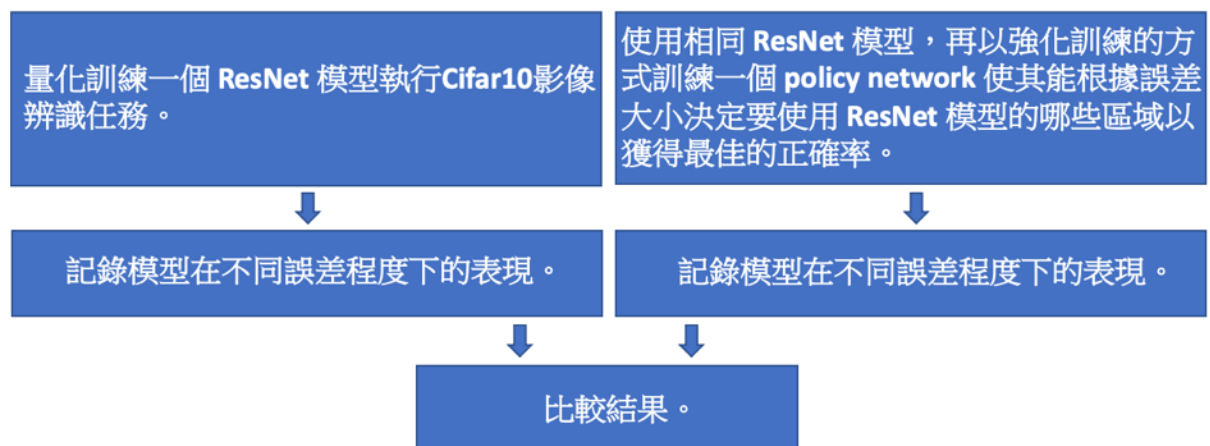 量化訓練一個 ResNet 模型執行Cifar10影像
辨識任務。
使用相同 ResNet 模型，再以強化訓練的方
式訓練一個 policy network 使其能根據誤差
大小決定要使用 ResNet 模型的哪些區域以
獲得最佳的正確率。
記錄模型在不同誤差程度下的表現。
記錄模型在不同誤差程度下的表現。
比較結果。